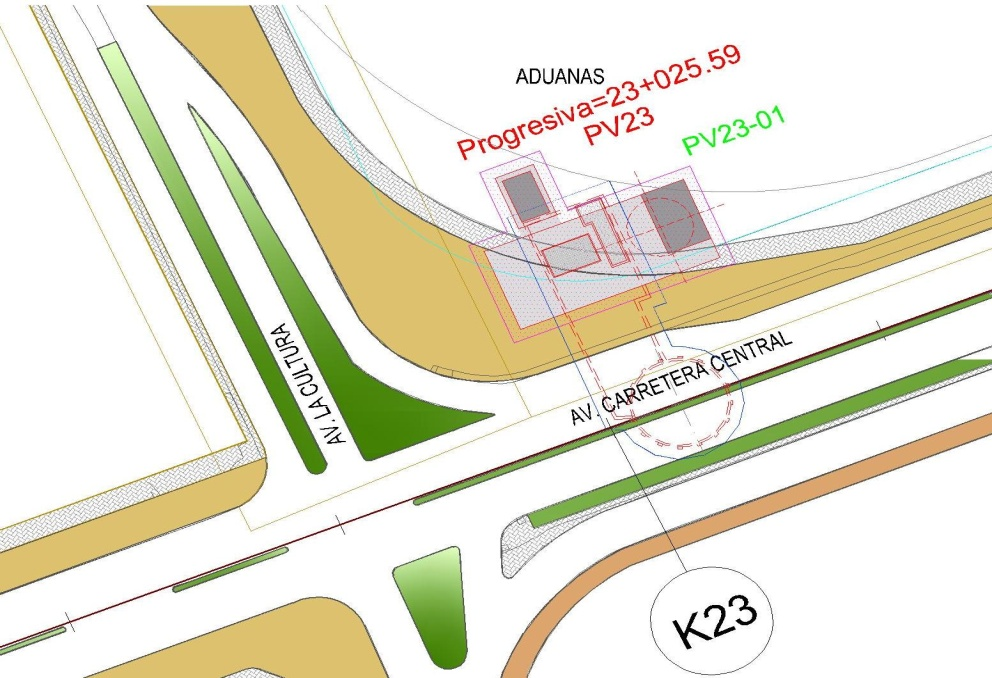 ADUANAS
Progresiva=23+025.59
PV23
PV23-01
AV. LA CULTURA
AV. CARRETERA CENTRAL
K23